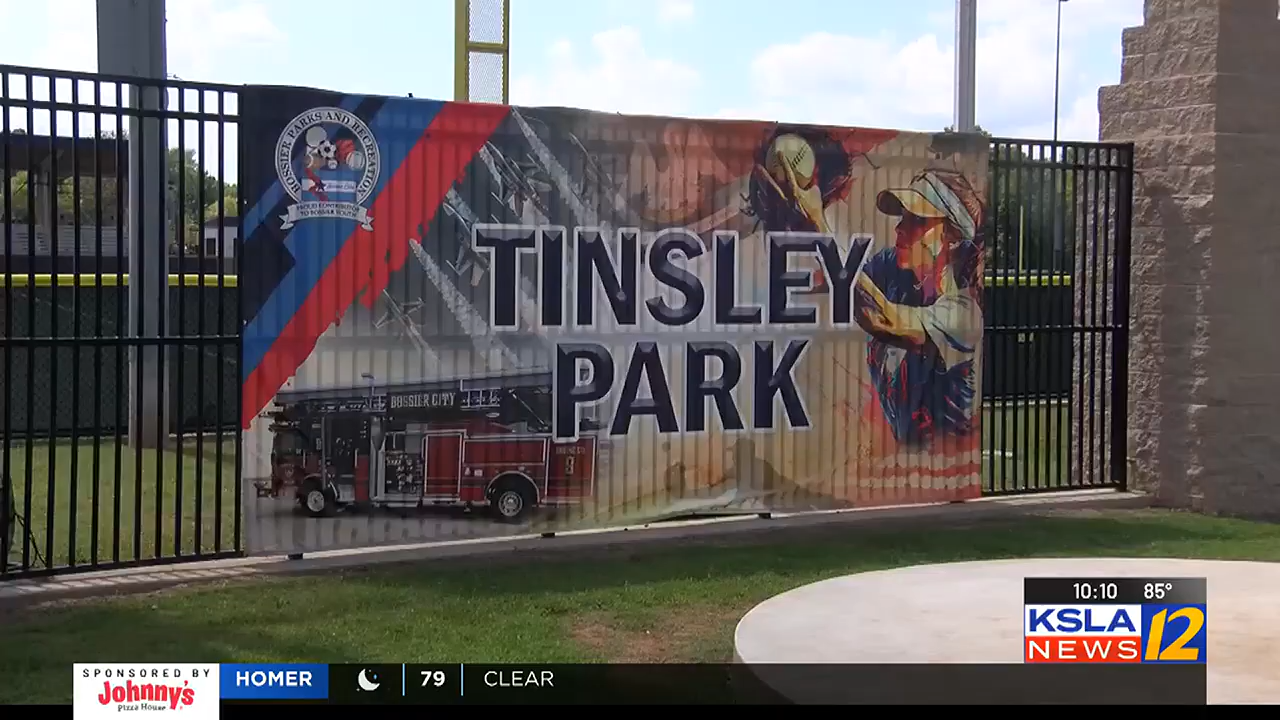 BOSSIER PARKS AND RECREATION
PROUD CONTRIBUTOR
TO BOSSIER YOUTH
TINSLEY
PARK
BOSSIER CITY
10:10 85°
KSLA
NEWS 12
SPONSORED BY
Johnny's
Pizza House
HOMER 79 CLEAR